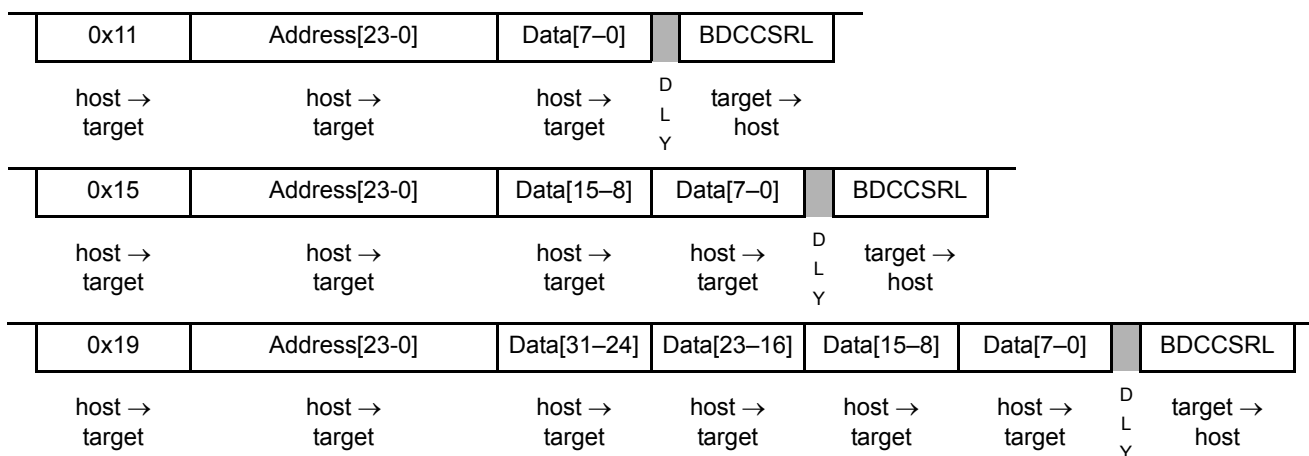 0x11 Address[23-0] Data[7–0] BDCCSRL
host → host → host → D target →
target target target L host
Y
0x15 Address[23-0] Data[15–8] Data[7–0] BDCCSRL
host → host → host → host → D target →
target target target target L host
Y
0x19 Address[23-0] Data[31–24] Data[23–16] Data[15–8] Data[7–0] BDCCSRL
host → host → host → host → host → host → D target →
target target target target target target L host
Y